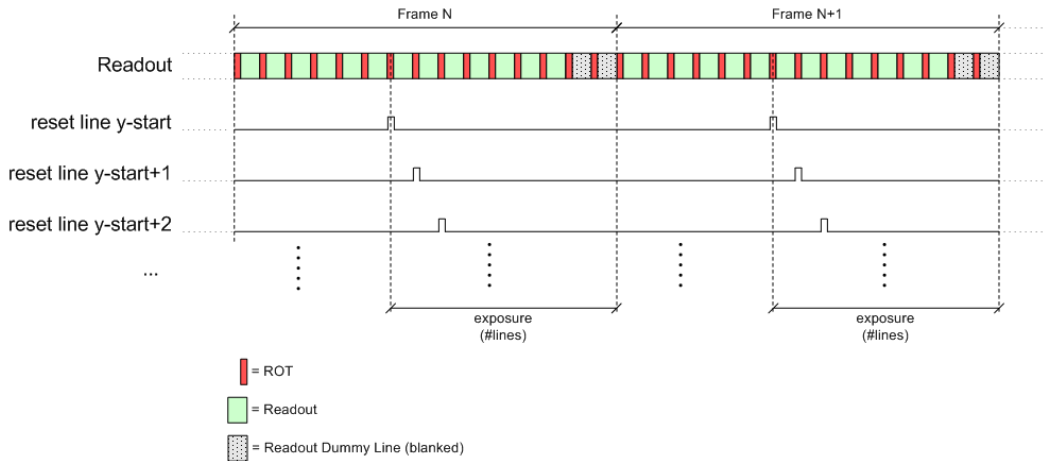 Frame N
Frame N+1
Readout
reset line y-start
reset line y-start+1
reset line y-start+2
...
exposure
(#lines)
exposure
(#lines)
= ROT
= Readout
= Readout Dummy Line (blanked)